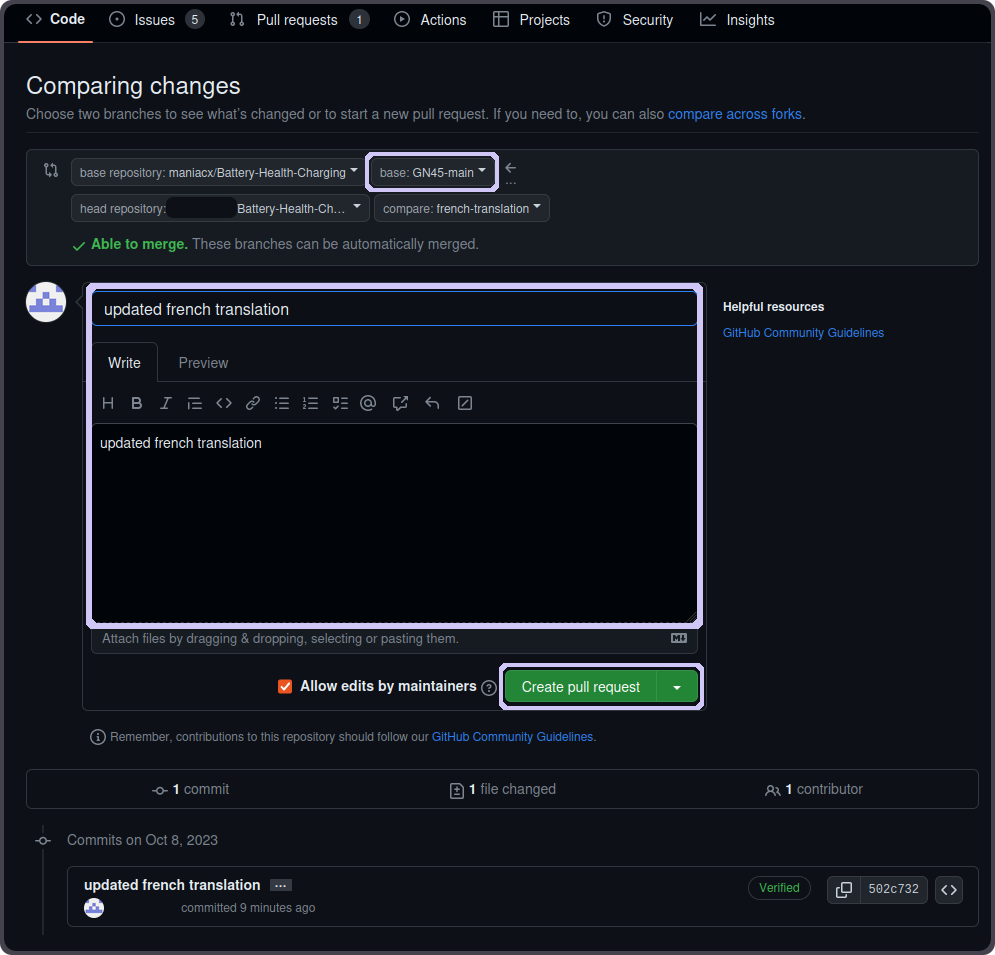 Code Issues 5 Pull requests 1 Actions Projects Security Insights
Comparing changes
Choose two branches to see what's changed or to start a new pull request. If you need to, you can also compare across forks.
base repository: maniacx/Battery-Health-Charging base: GN45-main
...
head repository: Battery-Health-Ch... compare: french-translation
Able to merge. These branches can be automatically merged.
updated french translation
Helpful resources
GitHub Community Guidelines
Write Preview
updated french translation
Attach files by dragging & dropping, selecting or pasting them.
Allow edits by maintainers Create pull request
Remember, contributions to this repository should follow our GitHub Community Guidelines.
1 commit 1 file changed 1 contributor
Commits on Oct 8, 2023
updated french translation ... Verified 502c732
committed 9 minutes ago